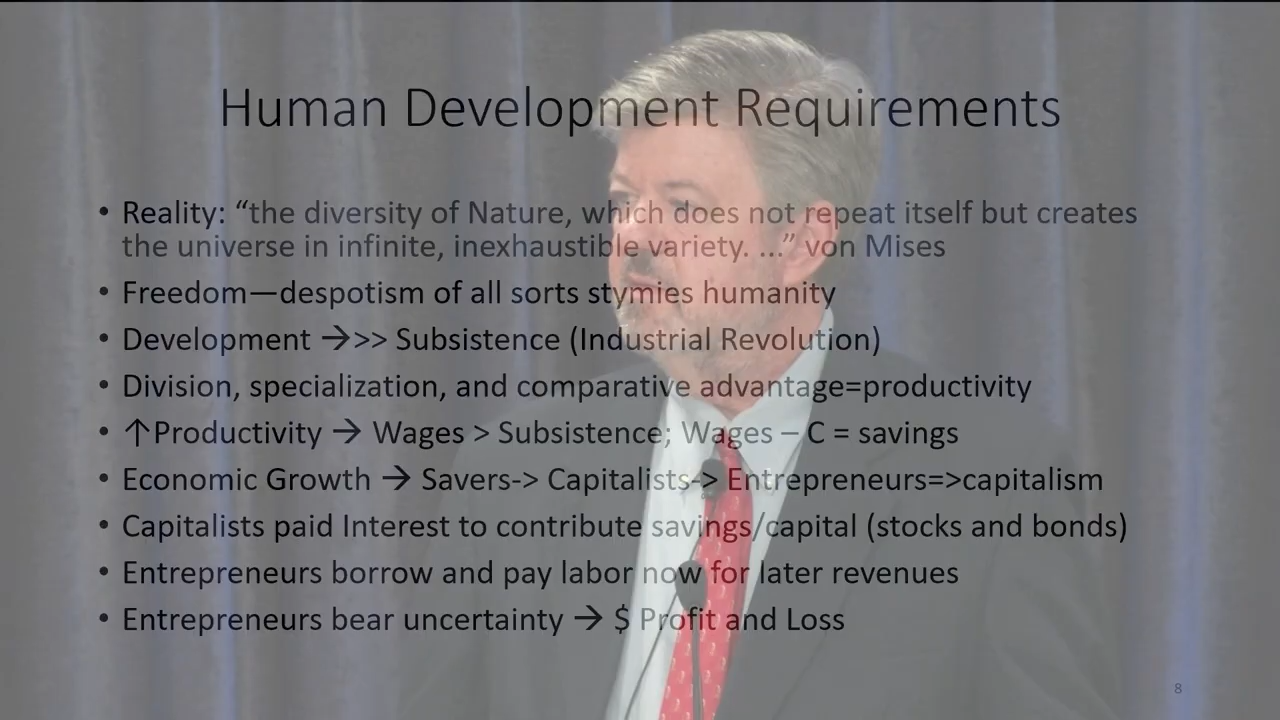 Human Development Requirements
• Reality: “the diversity of Nature, which does not repeat itself but creates
the universe in infinite, inexhaustible variety. ...” von Mises
• Freedom—despotism of all sorts stymies humanity
• Development →>> Subsistence (Industrial Revolution)
• Division, specialization, and comparative advantage=productivity
• ↑Productivity → Wages > Subsistence; Wages – C = savings
• Economic Growth → Savers-> Capitalists-> Entrepreneurs=>capitalism
• Capitalists paid Interest to contribute savings/capital (stocks and bonds)
• Entrepreneurs borrow and pay labor now for later revenues
• Entrepreneurs bear uncertainty → $ Profit and Loss
8